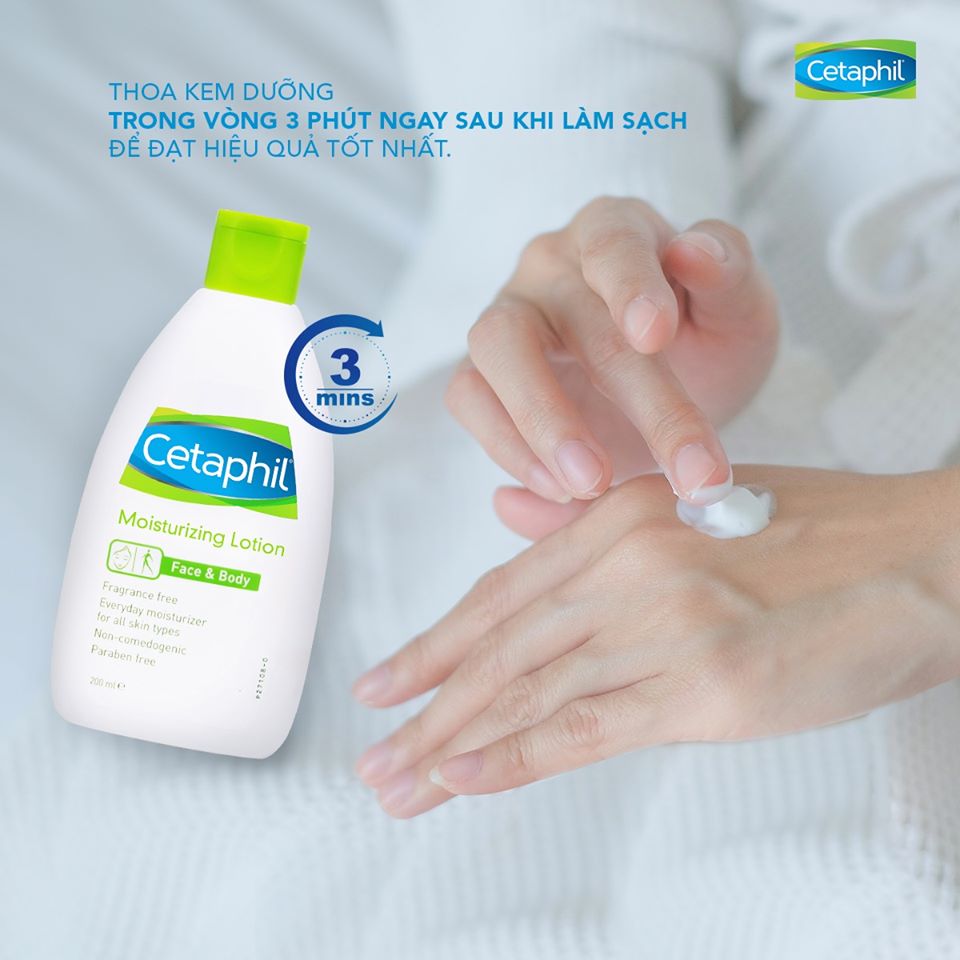 THOA KEM DƯỠNG
TRONG VÒNG 3 PHÚT NGAY SAU KHI LÀM SẠCH
ĐỂ ĐẠT HIỆU QUẢ TỐT NHẤT.
Cetaphil
3
mins
Cetaphil
Moisturizing Lotion
Face & Body
Fragrance free
Everyday moisturizer
for all skin types
Non-comedogenic
Paraben free
200 ml ℮
P27108-0